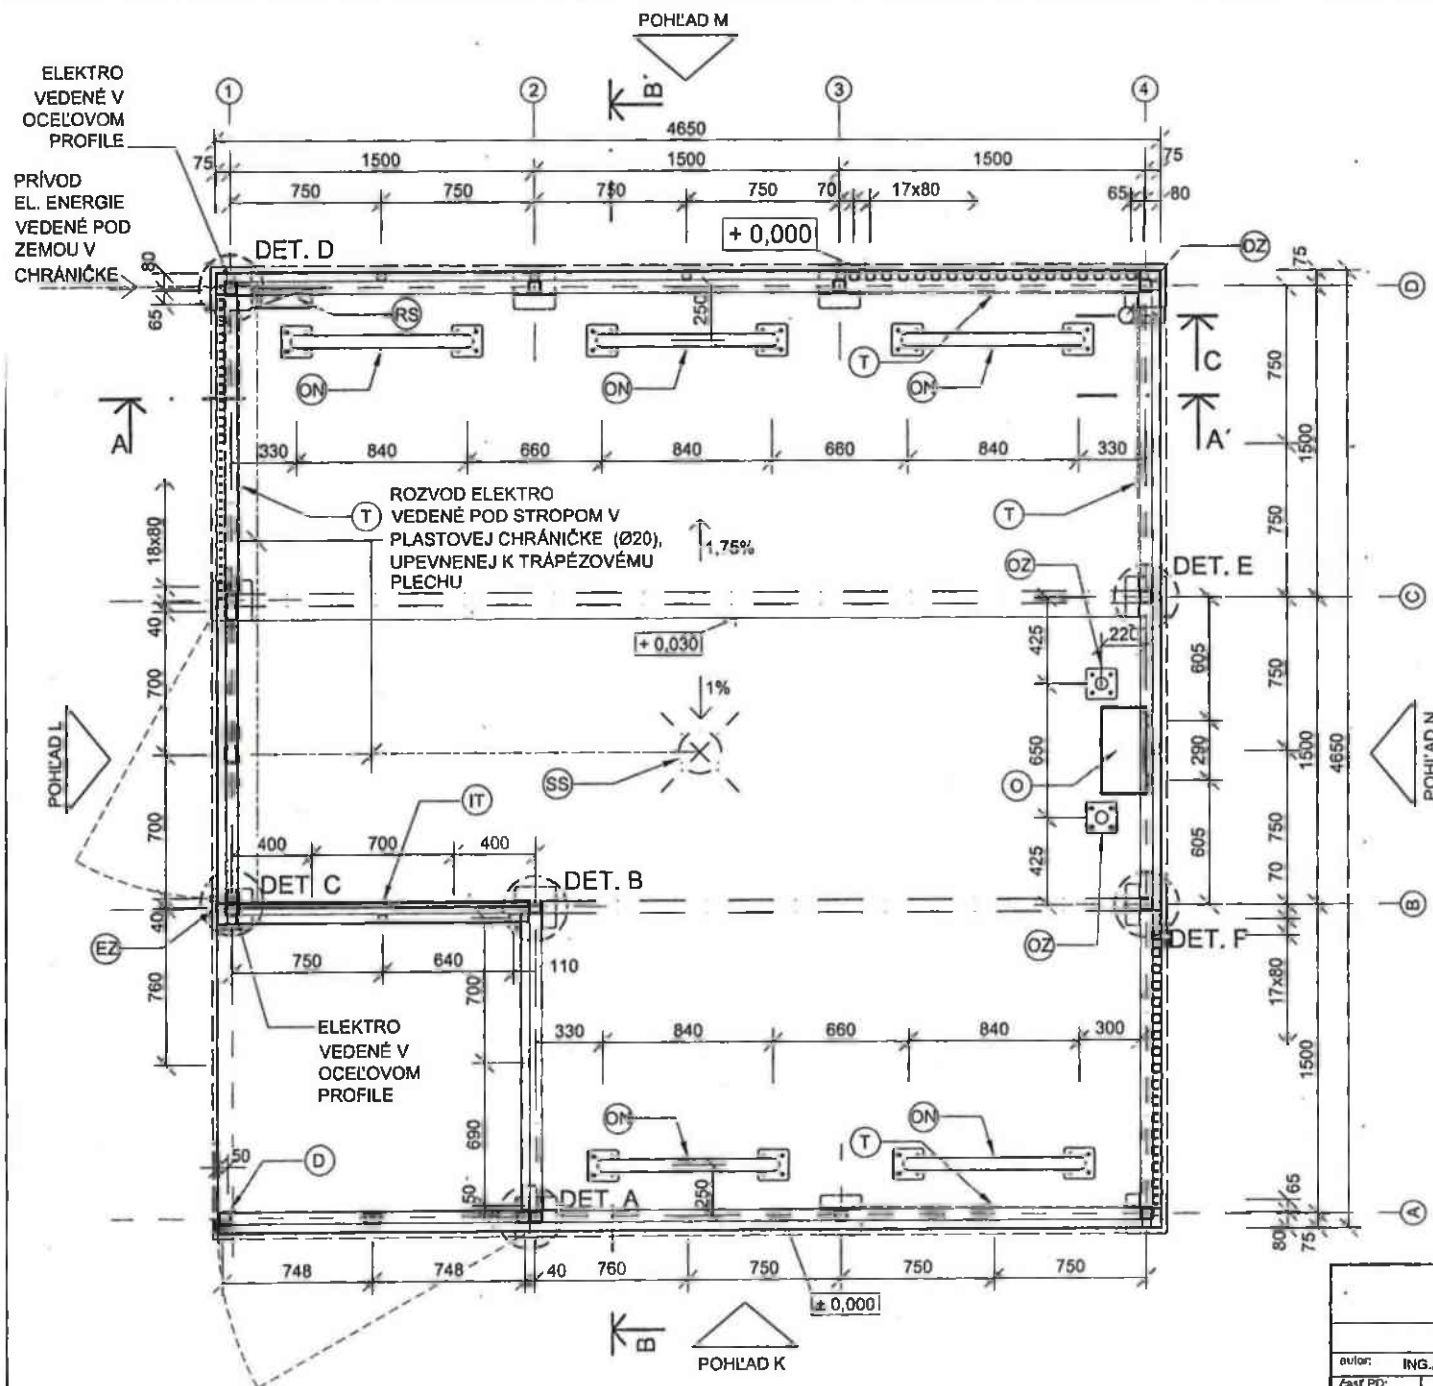 POHĽAD M
ELEKTRO
VEDENÉ V
OCEĽOVOM
PROFILE
1
2
B'
3
4
4650
75
1500
1500
1500
75
PRÍVOD
EL. ENERGIE
VEDENÉ POD
ZEMOU V
CHRÁNIČKE
750
750
750
750
70
17x80
65
80
+ 0,000
DET. D
OZ
80
65
75
D
RS
250
ON
ON
T
ON
C
A
A'
750
1500
330
840
660
840
660
840
330
T
ROZVOD ELEKTRO
VEDENÉ POD STROPOM V
PLASTOVEJ CHRÁNIČKE (Ø20),
UPEVNENEJ K TRAPÉZOVÉMU
PLECHU
1,75%
T
750
18x80
OZ
DET. E
C
40
+ 0,030
425
220
605
700
1%
750
POHĽAD L
SS
650
O
290
1500
4650
POHĽAD N
IT
700
400
700
400
425
605
750
DET. C
DET. B
70
40
EZ
B
OZ
DET. F
750
640
110
700
760
17x80
ELEKTRO
VEDENÉ V
OCEĽOVOM
PROFILE
330
840
660
840
300
1500
690
ON
ON
T
50
D
50
DET. A
250
65
A
80
75
748
748
40
760
750
750
750
± 0,000
B
POHĽAD K
autor:
ING.
časť PD: